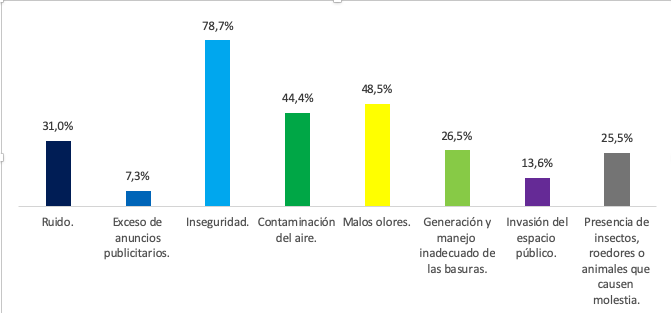 78,7%
48,5%
44,4%
31,0%
26,5%
25,5%
13,6%
7,3%
Ruido.
Exceso de
anuncios
publicitarios.
Inseguridad.
Contaminación
del aire.
Malos olores.
Generación y
manejo
inadecuado de
las basuras.
Invasión del
espacio
público.
Presencia de
insectos,
roedores o
animales que
causen
molestia.